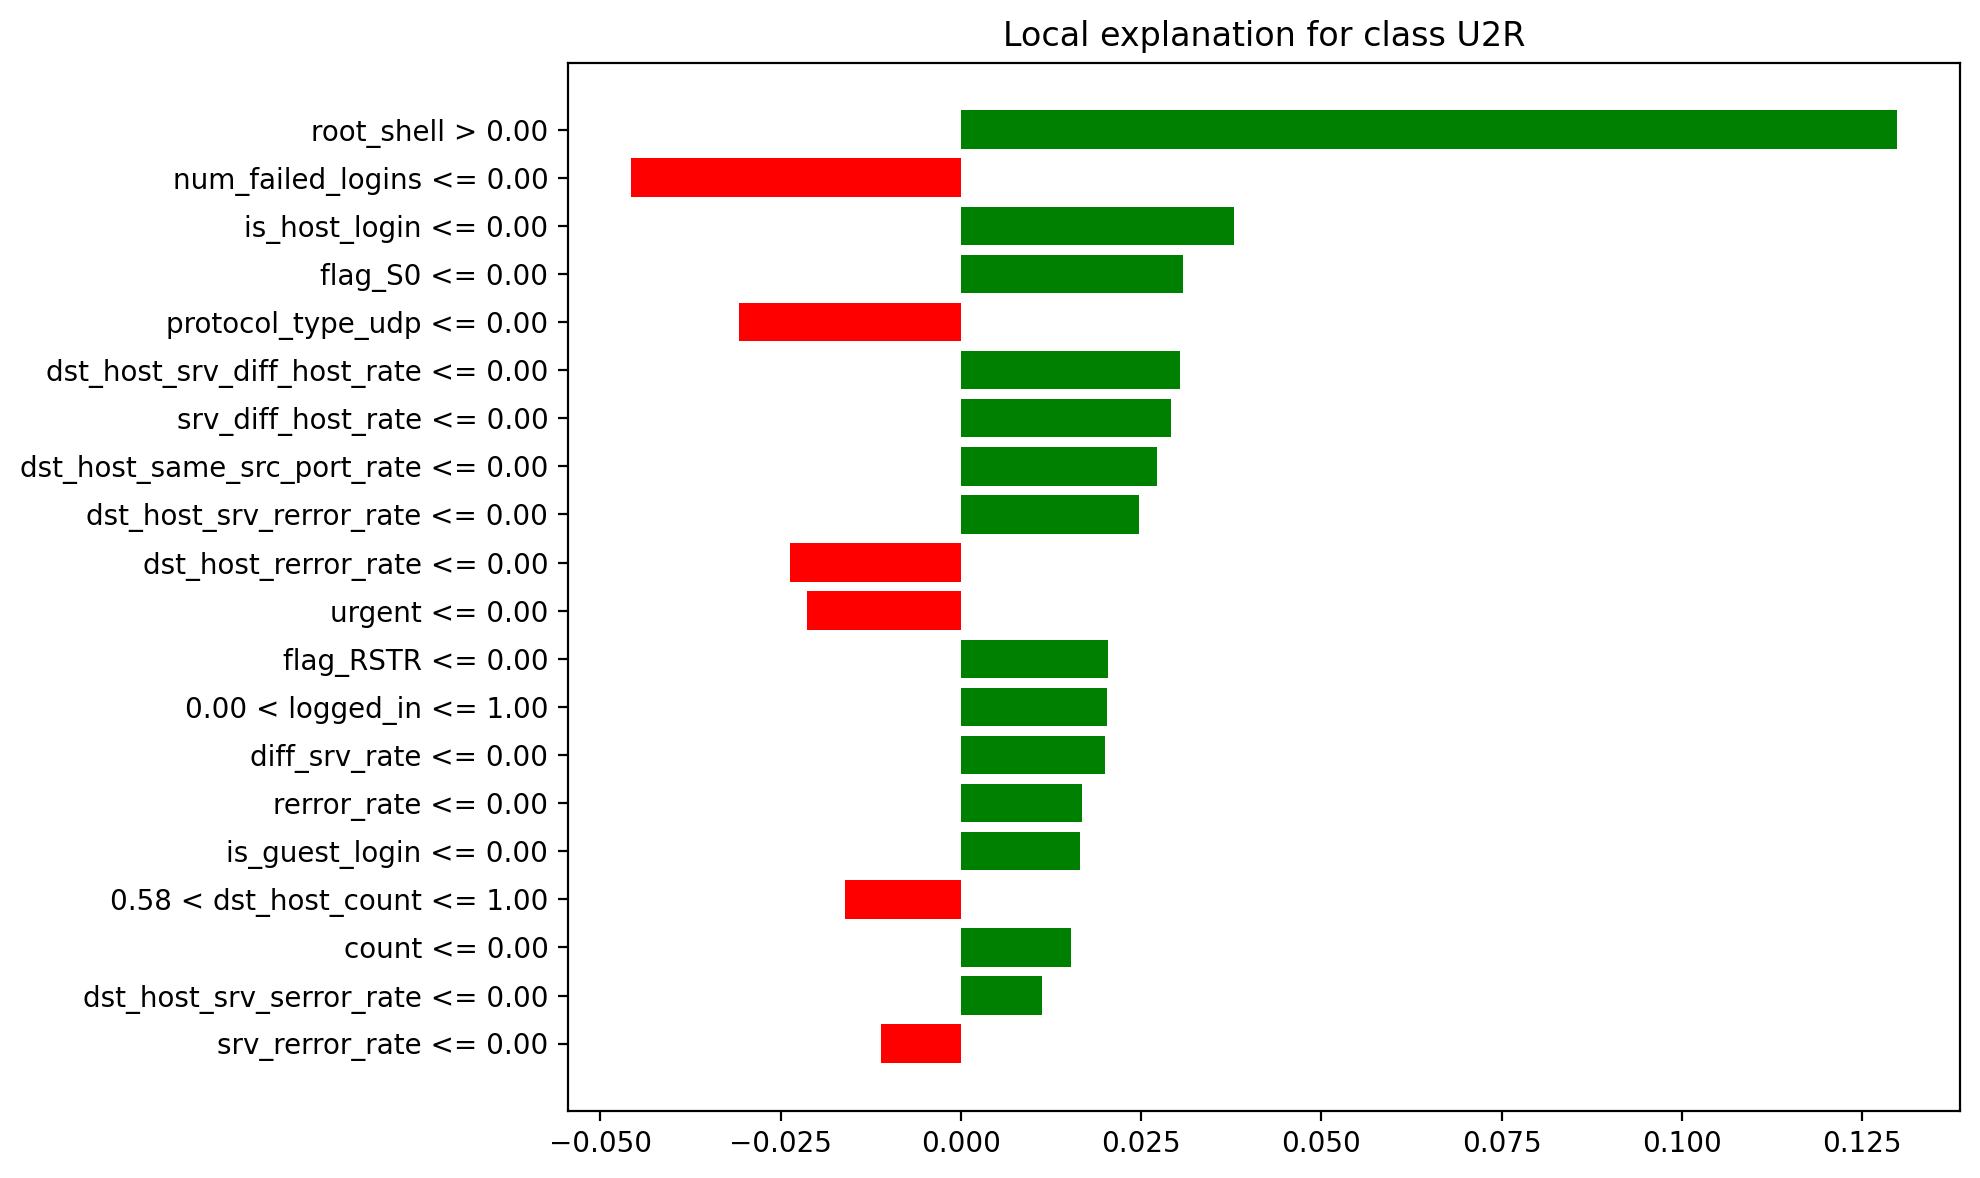 Local explanation for class U2R
root_shell > 0.00
num_failed_logins <= 0.00
is_host_login <= 0.00
flag_S0 <= 0.00
protocol_type_udp <= 0.00
dst_host_srv_diff_host_rate <= 0.00
srv_diff_host_rate <= 0.00
dst_host_same_src_port_rate <= 0.00
dst_host_srv_rerror_rate <= 0.00
dst_host_rerror_rate <= 0.00
urgent <= 0.00
flag_RSTR <= 0.00
0.00 < logged_in <= 1.00
diff_srv_rate <= 0.00
rerror_rate <= 0.00
is_guest_login <= 0.00
0.58 < dst_host_count <= 1.00
count <= 0.00
dst_host_srv_serror_rate <= 0.00
srv_rerror_rate <= 0.00
−0.050 −0.025 0.000 0.025 0.050 0.075 0.100 0.125